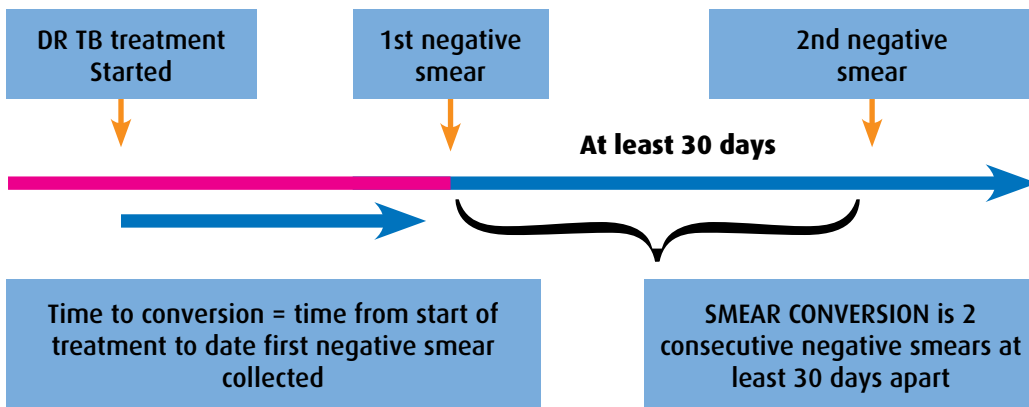 DR TB treatment
Started
1st negative
smear
2nd negative
smear
At least 30 days
Time to conversion = time from start of
treatment to date first negative smear
collected
SMEAR CONVERSION is 2
consecutive negative smears at
least 30 days apart